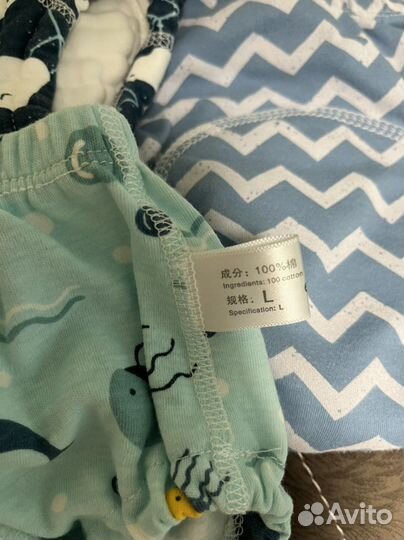 成分：100%棉
Ingredients: 100 cotton
规格：L
Specification: L
Avito